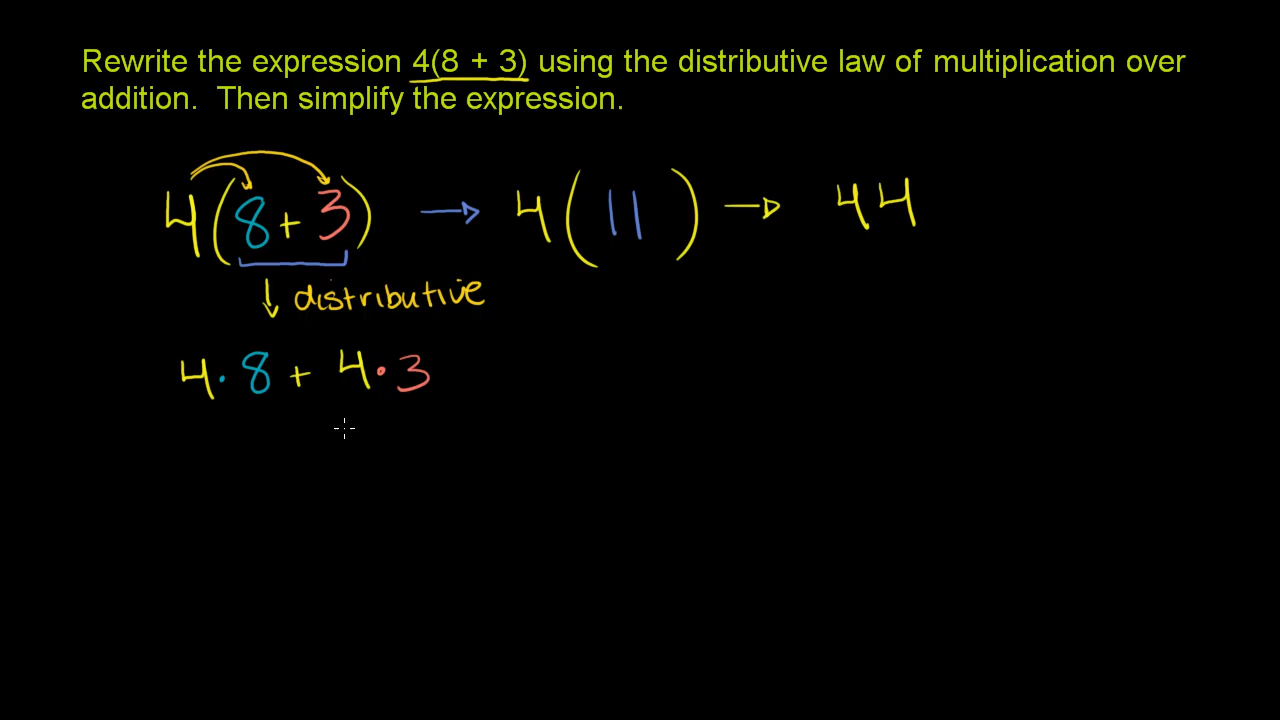 Rewrite the expression 4(8 + 3) using the distributive law of multiplication over
addition. Then simplify the expression.
4(8+3) → 4(11) → 44
↓ distributive
4·8 + 4·3